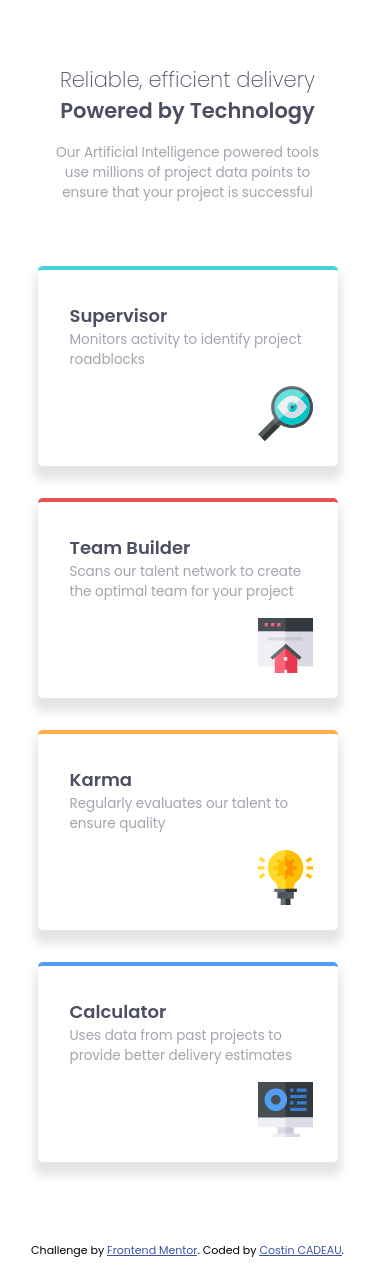 Reliable, efficient delivery
Powered by Technology
Our Artificial Intelligence powered tools
use millions of project data points to
ensure that your project is successful
Supervisor
Monitors activity to identify project
roadblocks
Team Builder
Scans our talent network to create
the optimal team for your project
Karma
Regularly evaluates our talent to
ensure quality
Calculator
Uses data from past projects to
provide better delivery estimates
Challenge by Frontend Mentor. Coded by Costin CADEAU.